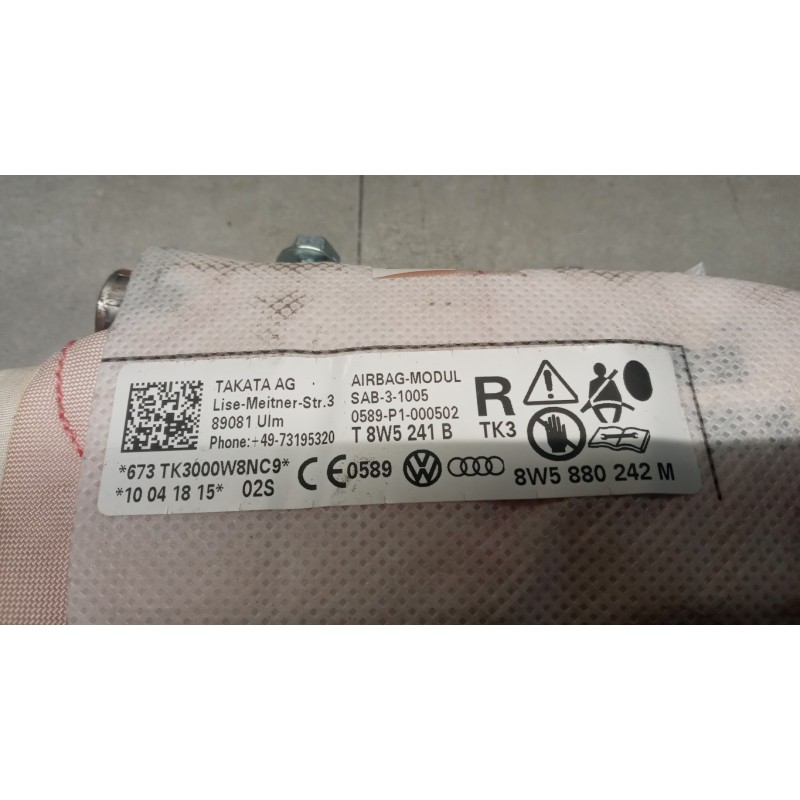 TAKATA AG
Lise-Meitner-Str.3
89081 Ulm
Phone:+49-73195320
AIRBAG-MODUL
SAB-3-1005
0589-P1-000502
T 8W5 241 B
R
TK3
*673 TK3000W8NC9*
*10 04 18 15* 02S
CE 0589
8W5 880 242 M